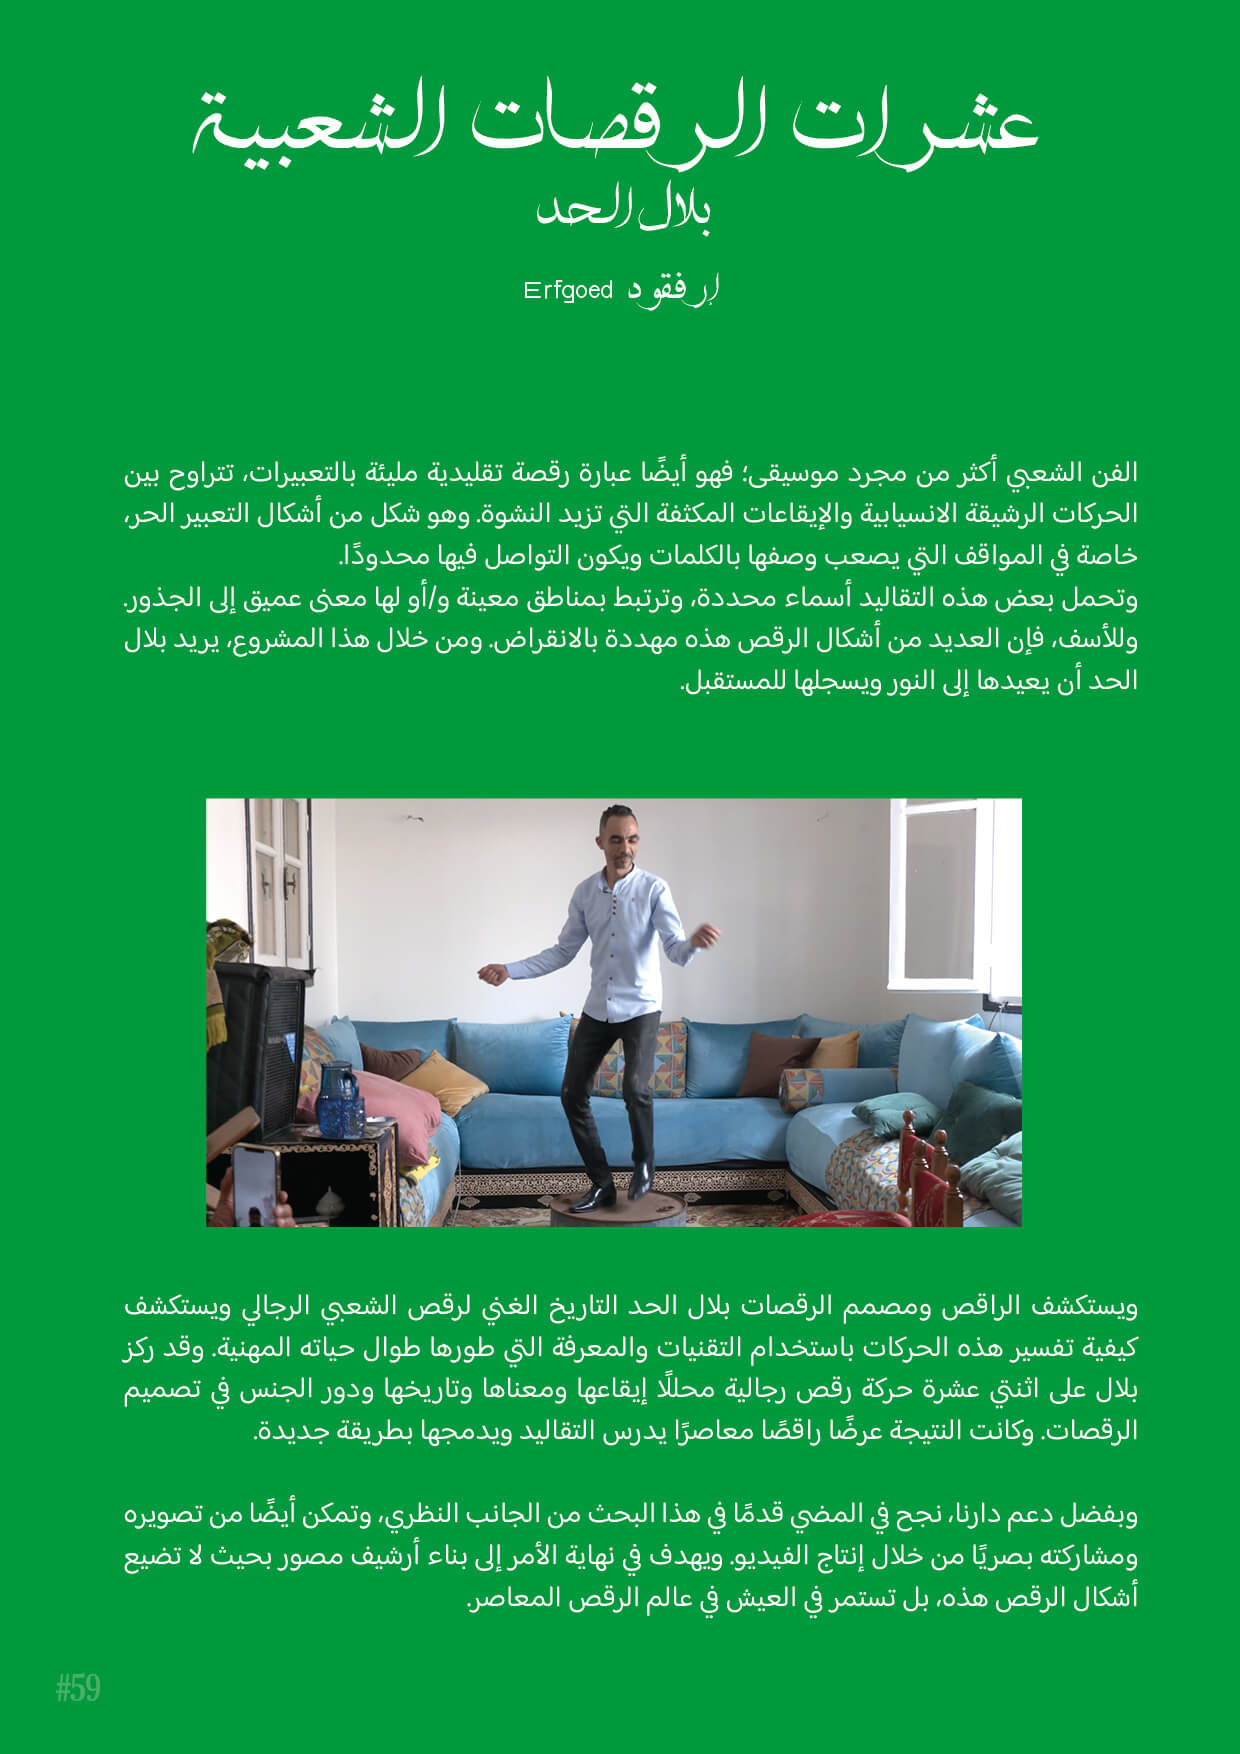 عشرات الرقصات الشعبية
بلال الحد
إرفقود Erfgoed
الفن الشعبي أكثر من مجرد موسيقى؛ فهو أيضًا عبارة رقصة تقليدية مليئة بالتعبيرات، تتراوح بين
الحركات الرشيقة الانسيابية والإيقاعات المكثفة التي تزيد النشوة. وهو شكل من أشكال التعبير الحر،
خاصة في المواقف التي يصعب وصفها بالكلمات ويكون التواصل فيها محدودًا.
وتحمل بعض هذه التقاليد أسماء محددة، وترتبط بمناطق معينة و/أو لها معنى عميق إلى الجذور.
وللأسف، فإن العديد من أشكال الرقص هذه مهددة بالانقراض. ومن خلال هذا المشروع، يريد بلال
الحد أن يعيدها إلى النور ويسجلها للمستقبل.
ويستكشف الراقص ومصمم الرقصات بلال الحد التاريخ الغني لرقص الشعبي الرجالي ويستكشف
كيفية تفسير هذه الحركات باستخدام التقنيات والمعرفة التي طورها طوال حياته المهنية. وقد ركز
بلال على اثنتي عشرة حركة رقص رجالية محللًا إيقاعها ومعناها وتاريخها ودور الجنس في تصميم
الرقصات. وكانت النتيجة عرضًا راقصًا معاصرًا يدرس التقاليد ويدمجها بطريقة جديدة.
وبفضل دعم دارنا، نجح في المضي قدمًا في هذا البحث من الجانب النظري، وتمكن أيضًا من تصويره
ومشاركته بصريًا من خلال إنتاج الفيديو. ويهدف في نهاية الأمر إلى بناء أرشيف مصور بحيث لا تضيع
أشكال الرقص هذه، بل تستمر في العيش في عالم الرقص المعاصر.
#59